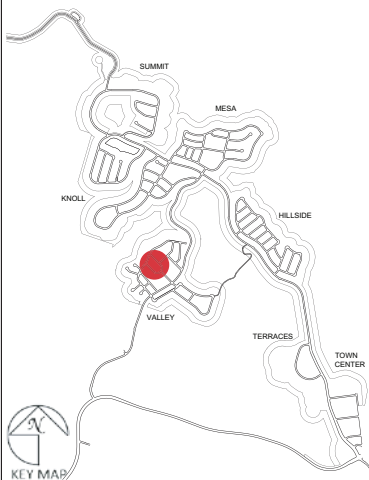 SUMMIT
MESA
KNOLL
HILLSIDE
VALLEY
TERRACES
TOWN
CENTER
N
KEY MAP